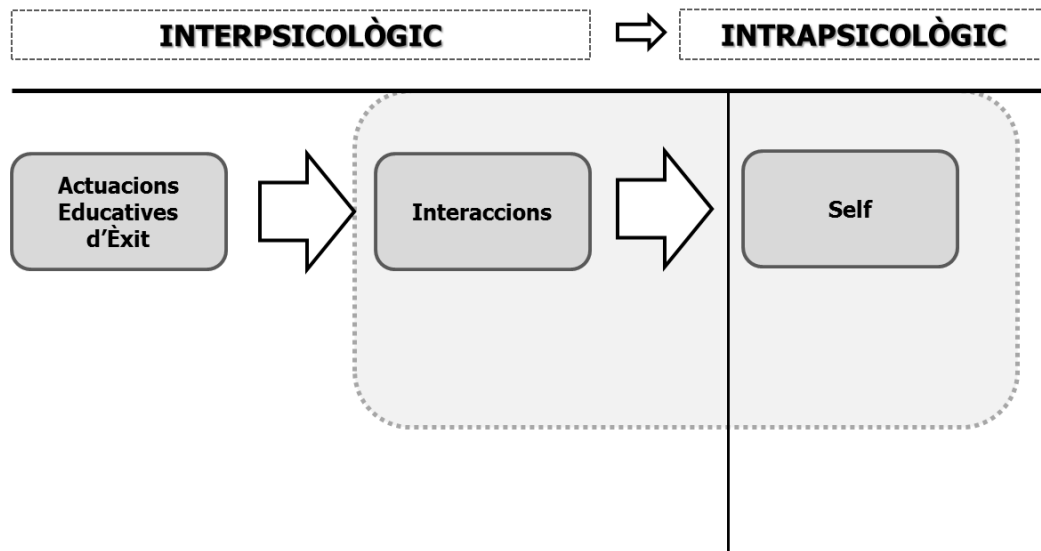 INTERPSICOLÒGIC
INTRAPSICOLÒGIC
Actuacions
Educatives
d’Èxit
Interaccions
Self